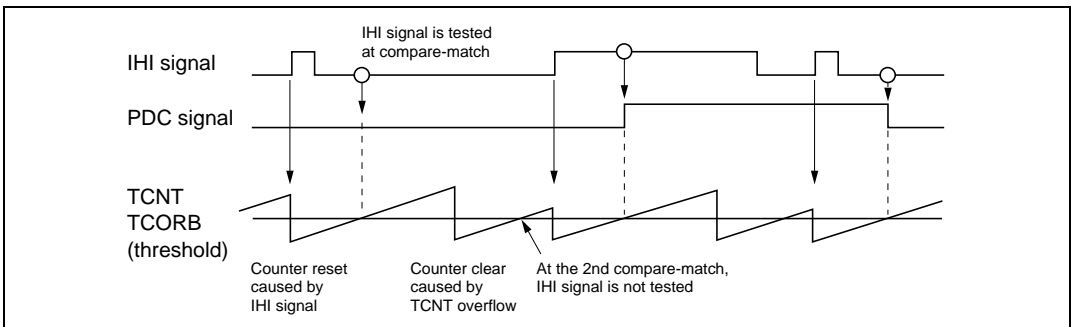 IHI signal is tested
at compare-match
IHI signal
PDC signal
TCNT
TCORB
(threshold)
Counter reset
caused by
IHI signal
Counter clear
caused by
TCNT overflow
At the 2nd compare-match,
IHI signal is not tested